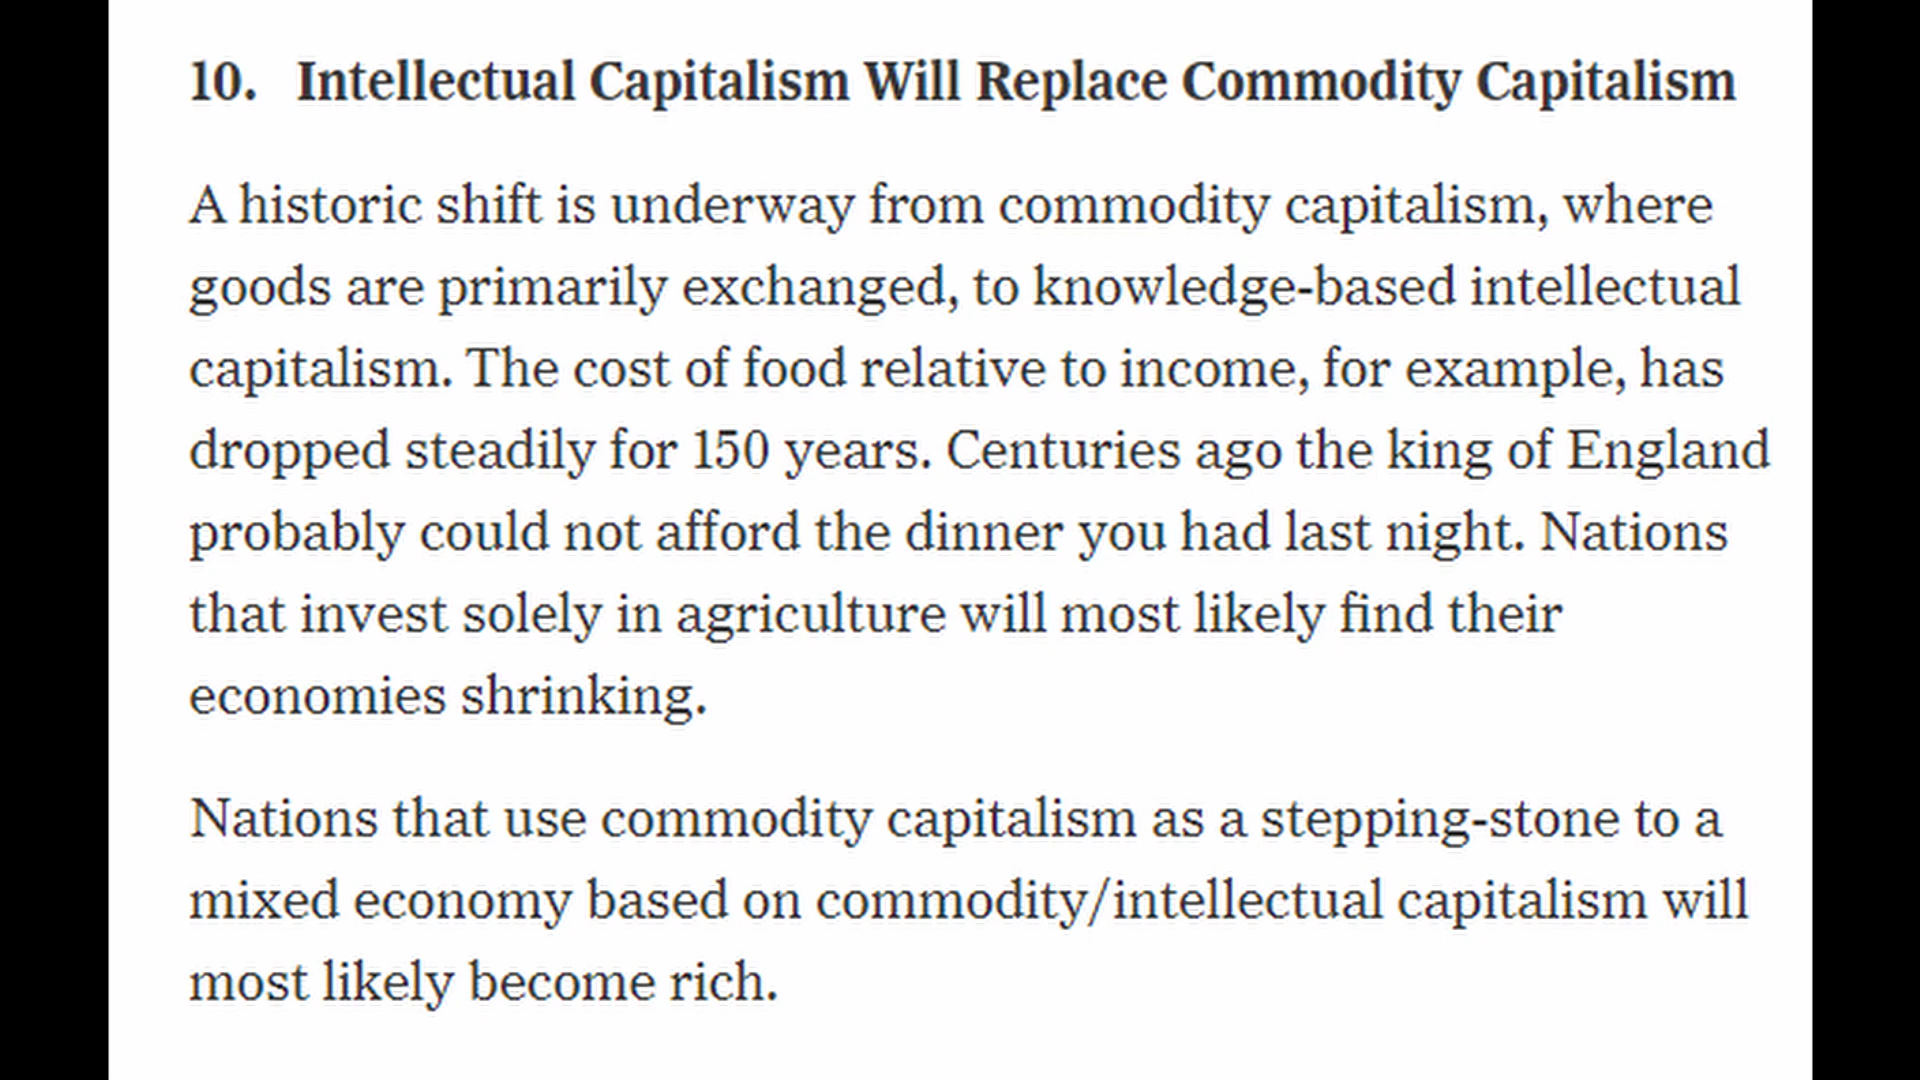 10. Intellectual Capitalism Will Replace Commodity Capitalism
A historic shift is underway from commodity capitalism, where
goods are primarily exchanged, to knowledge-based intellectual
capitalism. The cost of food relative to income, for example, has
dropped steadily for 150 years. Centuries ago the king of England
probably could not afford the dinner you had last night. Nations
that invest solely in agriculture will most likely find their
economies shrinking.
Nations that use commodity capitalism as a stepping-stone to a
mixed economy based on commodity/intellectual capitalism will
most likely become rich.